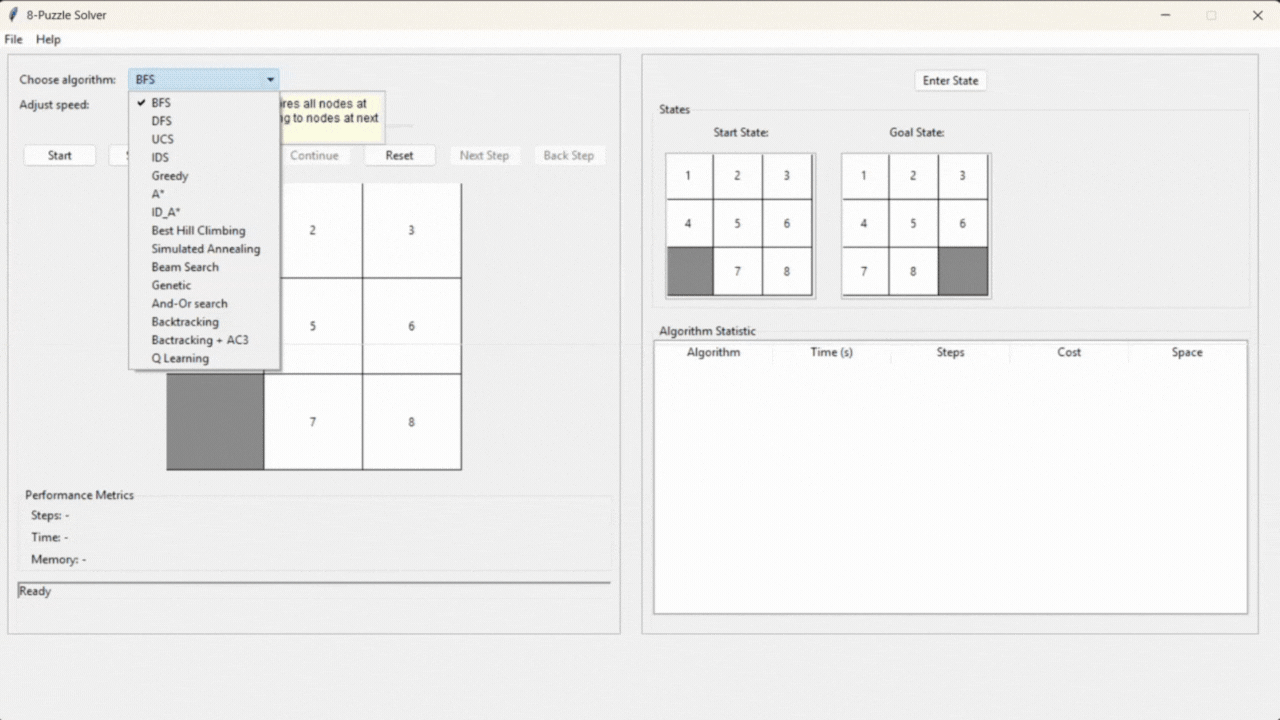 8-Puzzle Solver
File Help
Choose algorithm: BFS
BFS
DFS
UCS
IDS
Greedy
A*
ID_A*
Best Hill Climbing
Simulated Annealing
Beam Search
Genetic
And-Or search
Backtracking
Bactracking + AC3
Q Learning
all nodes at
to nodes at next
Adjust speed:
Start Continue Reset Next Step Back Step
2 3
5 6
7 8
Performance Metrics
Steps: -
Time: -
Memory: -
Ready
Enter State
States
Start State:
1 2 3
4 5 6
7 8
Goal State:
1 2 3
4 5 6
7 8
Algorithm Statistic
Algorithm Time (s) Steps Cost Space